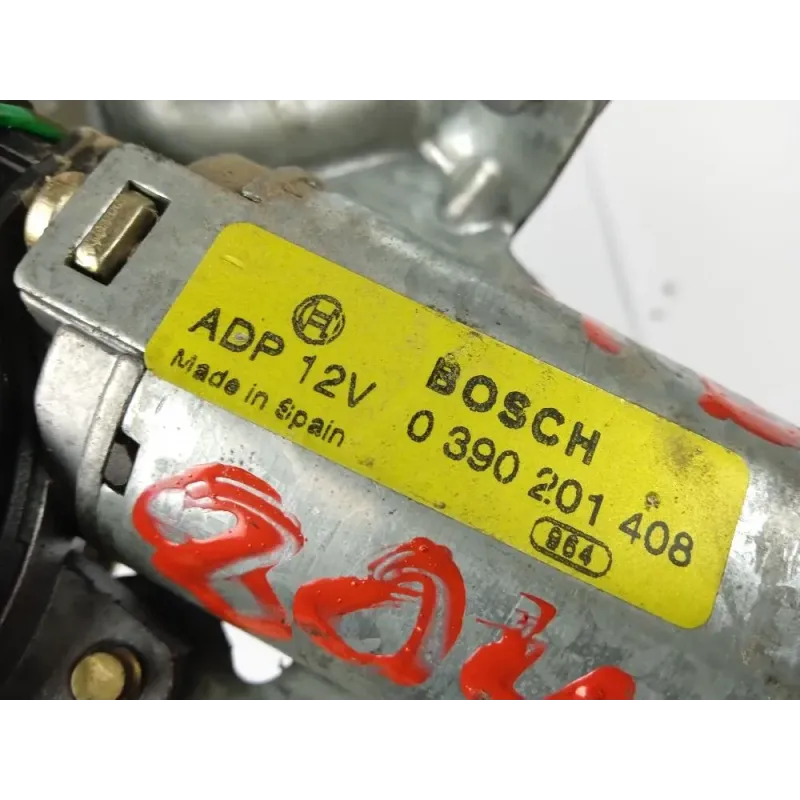 BOSCH
ADP 12V 0 390 201 408
Made in Spain
964